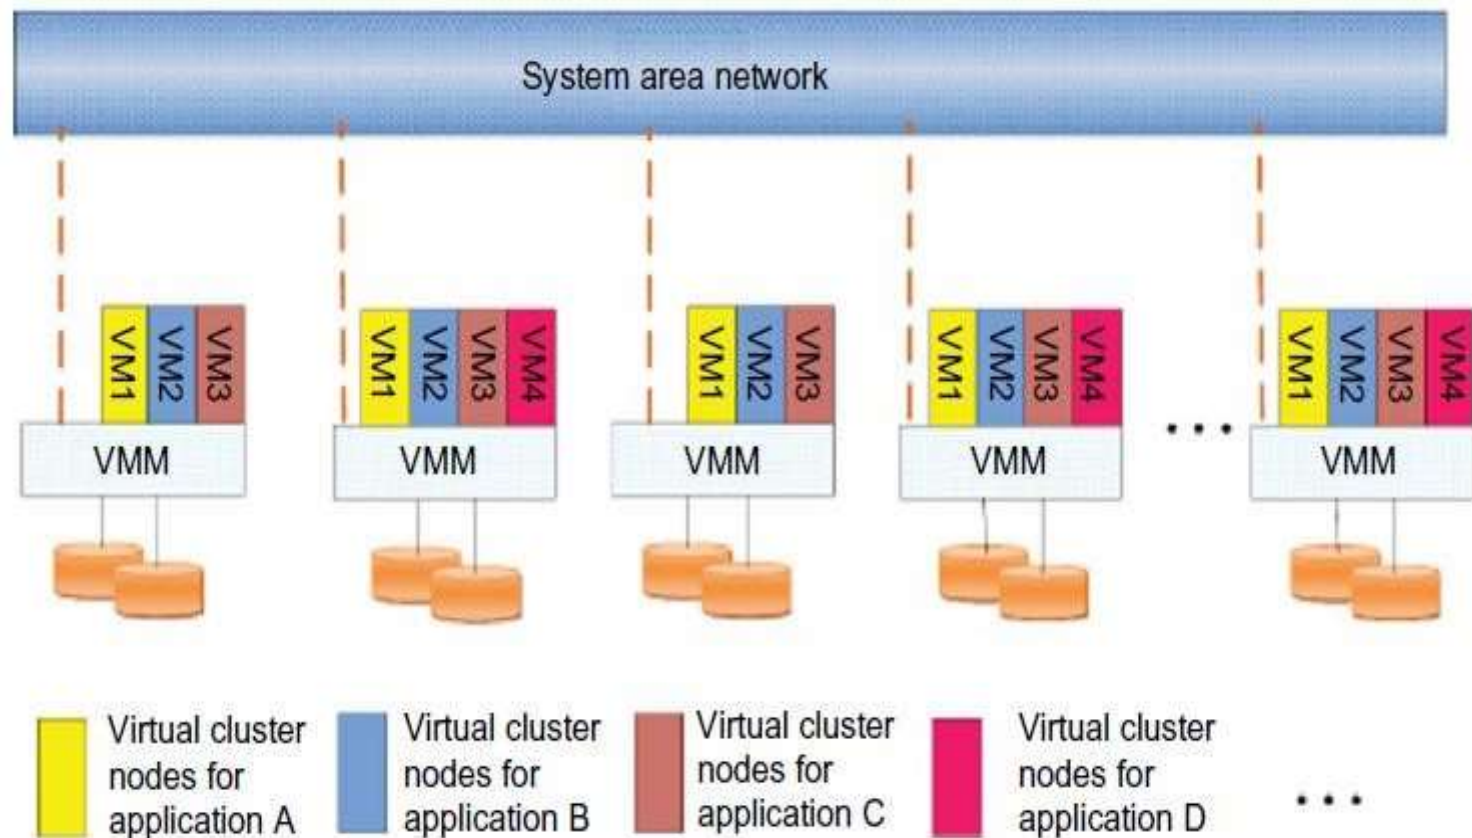 System area network
VM1 VM2 VM3
VM1 VM2 VM3 VM4
VM1 VM2 VM3
VM1 VM2 VM3 VM4
VM1 VM2 VM3 VM4
VMM
VMM
VMM
VMM
...
VMM
Virtual cluster
nodes for
application A
Virtual cluster
nodes for
application B
Virtual cluster
nodes for
application C
Virtual cluster
nodes for
application D
...